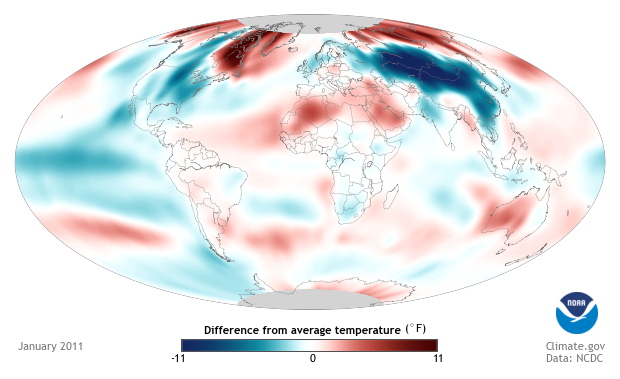 NOAA
Difference from average temperature (°F)
January 2011
-11 0 11
Climate.gov
Data: NCDC